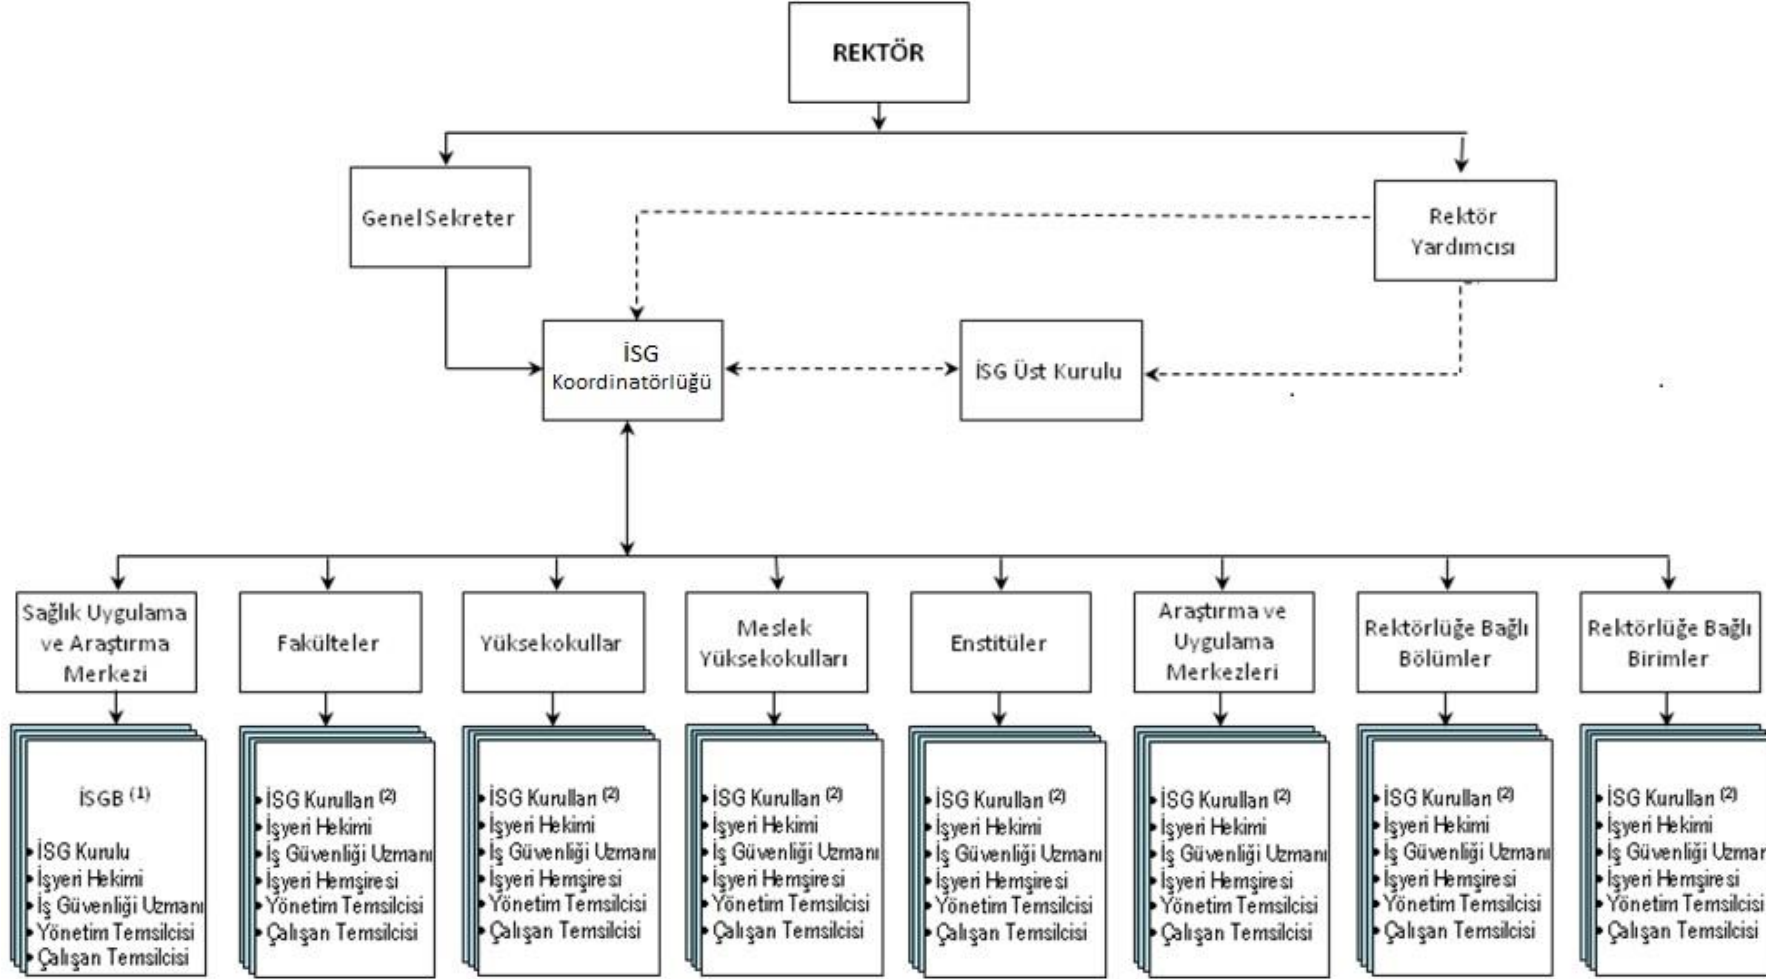 REKTÖR
Genel Sekreter
Rektör
Yardımcısı
İSG
Koordinatörlüğü
İSG Üst Kurulu
Sağlık Uygulama
ve Araştırma
Merkezi
Fakülteler
Yüksekokullar
Meslek
Yüksekokulları
Enstitüler
Araştırma ve
Uygulama
Merkezleri
Rektörlüğe Bağlı
Bölümler
Rektörlüğe Bağlı
Birimler
İSGB (1)
• İSG Kurulu
• İşyeri Hekimi
• İş Güvenliği Uzmanı
• Yönetim Temsilcisi
• Çalışan Temsilcisi
• İSG Kurulları (2)
• İşyeri Hekimi
• İş Güvenliği Uzmanı
• İşyeri Hemşiresi
• Yönetim Temsilcisi
• Çalışan Temsilcisi
• İSG Kurulları (2)
• İşyeri Hekimi
• İş Güvenliği Uzmanı
• İşyeri Hemşiresi
• Yönetim Temsilcisi
• Çalışan Temsilcisi
• İSG Kurulları (2)
• İşyeri Hekimi
• İş Güvenliği Uzmanı
• İşyeri Hemşiresi
• Yönetim Temsilcisi
• Çalışan Temsilcisi
• İSG Kurulları (2)
• İşyeri Hekimi
• İş Güvenliği Uzmanı
• İşyeri Hemşiresi
• Yönetim Temsilcisi
• Çalışan Temsilcisi
• İSG Kurulları (2)
• İşyeri Hekimi
• İş Güvenliği Uzmanı
• İşyeri Hemşiresi
• Yönetim Temsilcisi
• Çalışan Temsilcisi
• İSG Kurulları (2)
• İşyeri Hekimi
• İş Güvenliği Uzmanı
• İşyeri Hemşiresi
• Yönetim Temsilcisi
• Çalışan Temsilcisi
• İSG Kurulları (2)
• İşyeri Hekimi
• İş Güvenliği Uzman
• İşyeri Hemşiresi
• Yönetim Temsilcisi
• Çalışan Temsilcisi